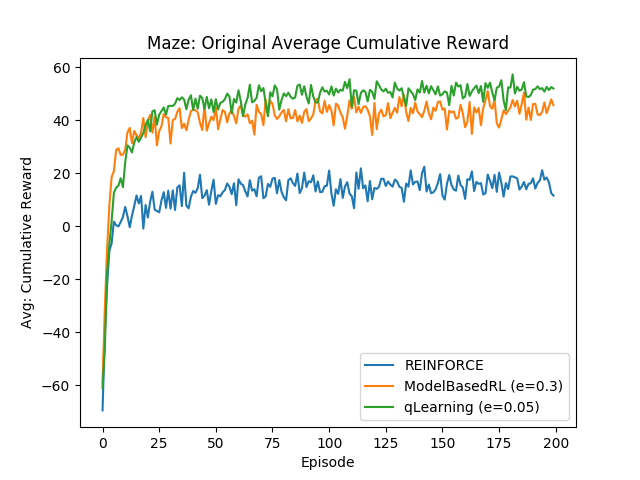 Maze: Original Average Cumulative Reward
60
40
20
0
−20
−40
−60
Avg: Cumulative Reward
REINFORCE
ModelBasedRL (e=0.3)
qLearning (e=0.05)
0 25 50 75 100 125 150 175 200
Episode